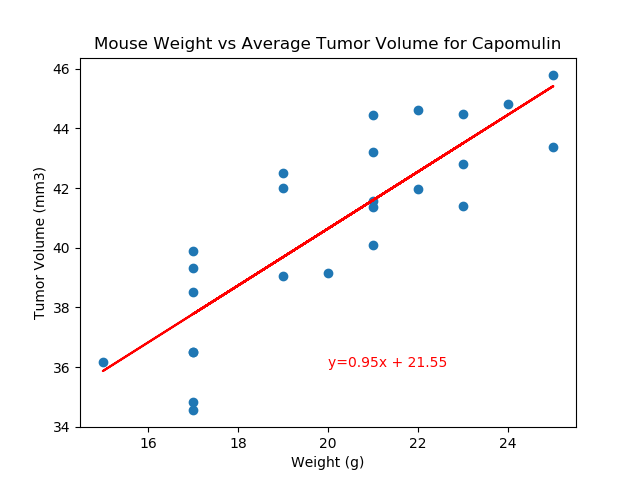 Mouse Weight vs Average Tumor Volume for Capomulin
46
44
42
40
38
36
34
Tumor Volume (mm3)
y=0.95x + 21.55
16 18 20 22 24
Weight (g)